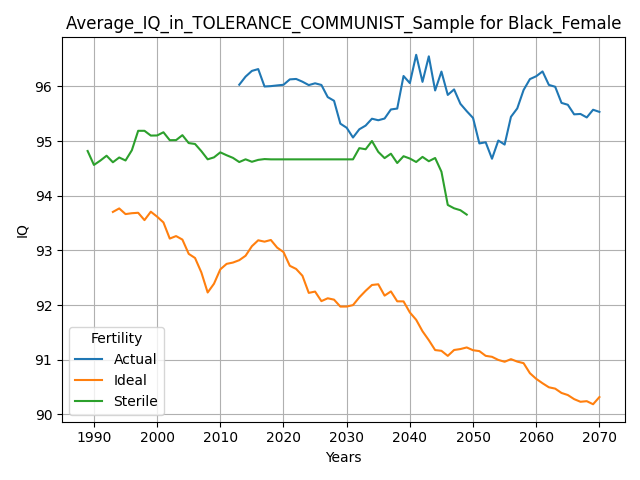 Average_IQ_in_TOLERANCE_COMMUNIST_Sample for Black_Female
IQ
96
95
94
93
92
91
90
Fertility
Actual
Ideal
Sterile
1990 2000 2010 2020 2030 2040 2050 2060 2070
Years